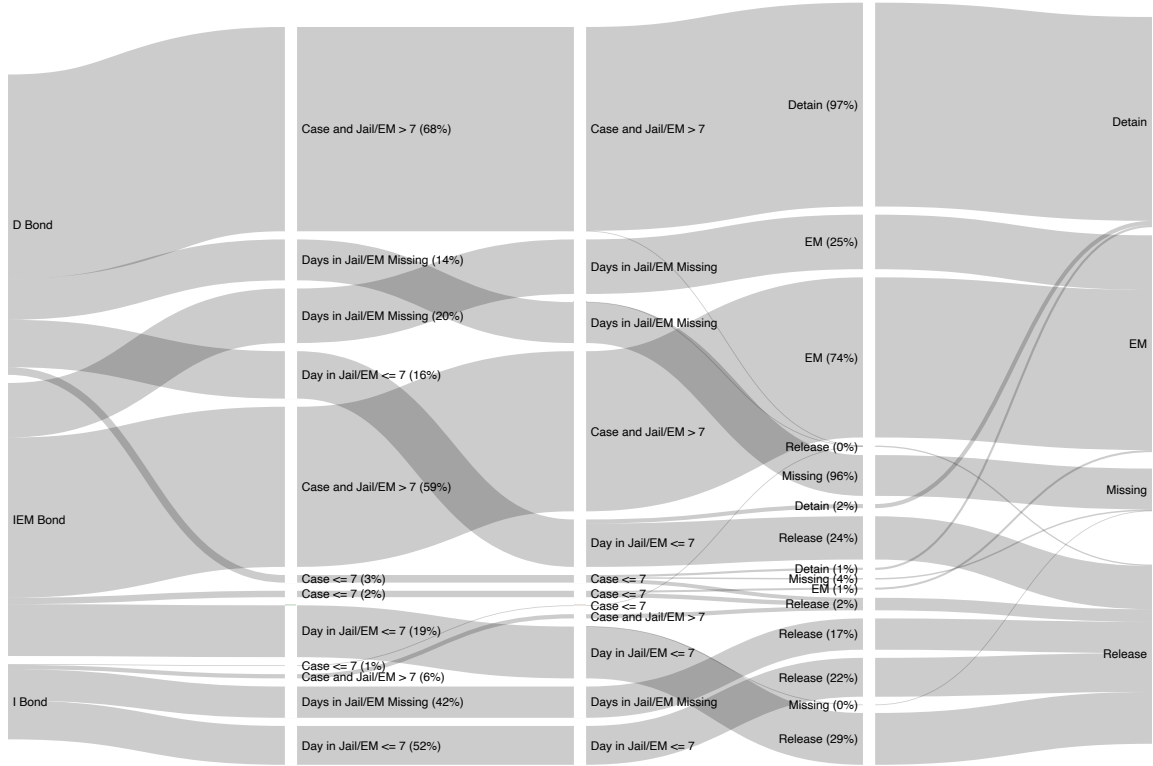 D Bond
IEM Bond
I Bond
Case and Jail/EM > 7 (68%)
Days in Jail/EM Missing (14%)
Days in Jail/EM Missing (20%)
Day in Jail/EM <= 7 (16%)
Case and Jail/EM > 7 (59%)
Case <= 7 (3%)
Case <= 7 (2%)
Day in Jail/EM <= 7 (19%)
Case <= 7 (1%)
Case and Jail/EM > 7 (6%)
Days in Jail/EM Missing (42%)
Day in Jail/EM <= 7 (52%)
Case and Jail/EM > 7
Days in Jail/EM Missing
Days in Jail/EM Missing
Case and Jail/EM > 7
Day in Jail/EM <= 7
Case <= 7
Case <= 7
Case <= 7
Case and Jail/EM > 7
Day in Jail/EM <= 7
Days in Jail/EM Missing
Day in Jail/EM <= 7
Detain (97%)
EM (25%)
EM (74%)
Release (0%)
Missing (96%)
Detain (2%)
Release (24%)
Detain (1%)
Missing (4%)
EM (1%)
Release (2%)
Release (17%)
Release (22%)
Missing (0%)
Release (29%)
Detain
EM
Missing
Release